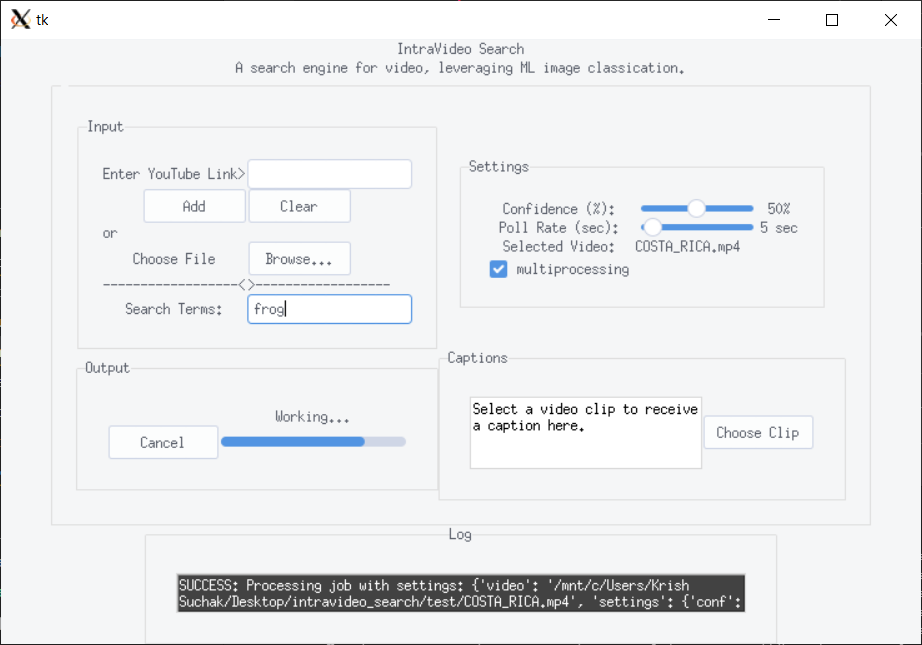 tk
IntraVideo Search
A search engine for video, leveraging ML image classication.
Input
Enter YouTube Link>
Add
Clear
or
Choose File
Browse...
------------------<>------------------
Search Terms:
frog
Settings
Confidence (%):
50%
Poll Rate (sec):
5 sec
Selected Video:
COSTA_RICA.mp4
multiprocessing
Output
Working...
Cancel
Captions
Select a video clip to receive
a caption here.
Choose Clip
Log
SUCCESS: Processing job with settings: {'video': '/mnt/c/Users/Krish
Suchak/Desktop/intravideo_search/test/COSTA_RICA.mp4', 'settings': {'conf':